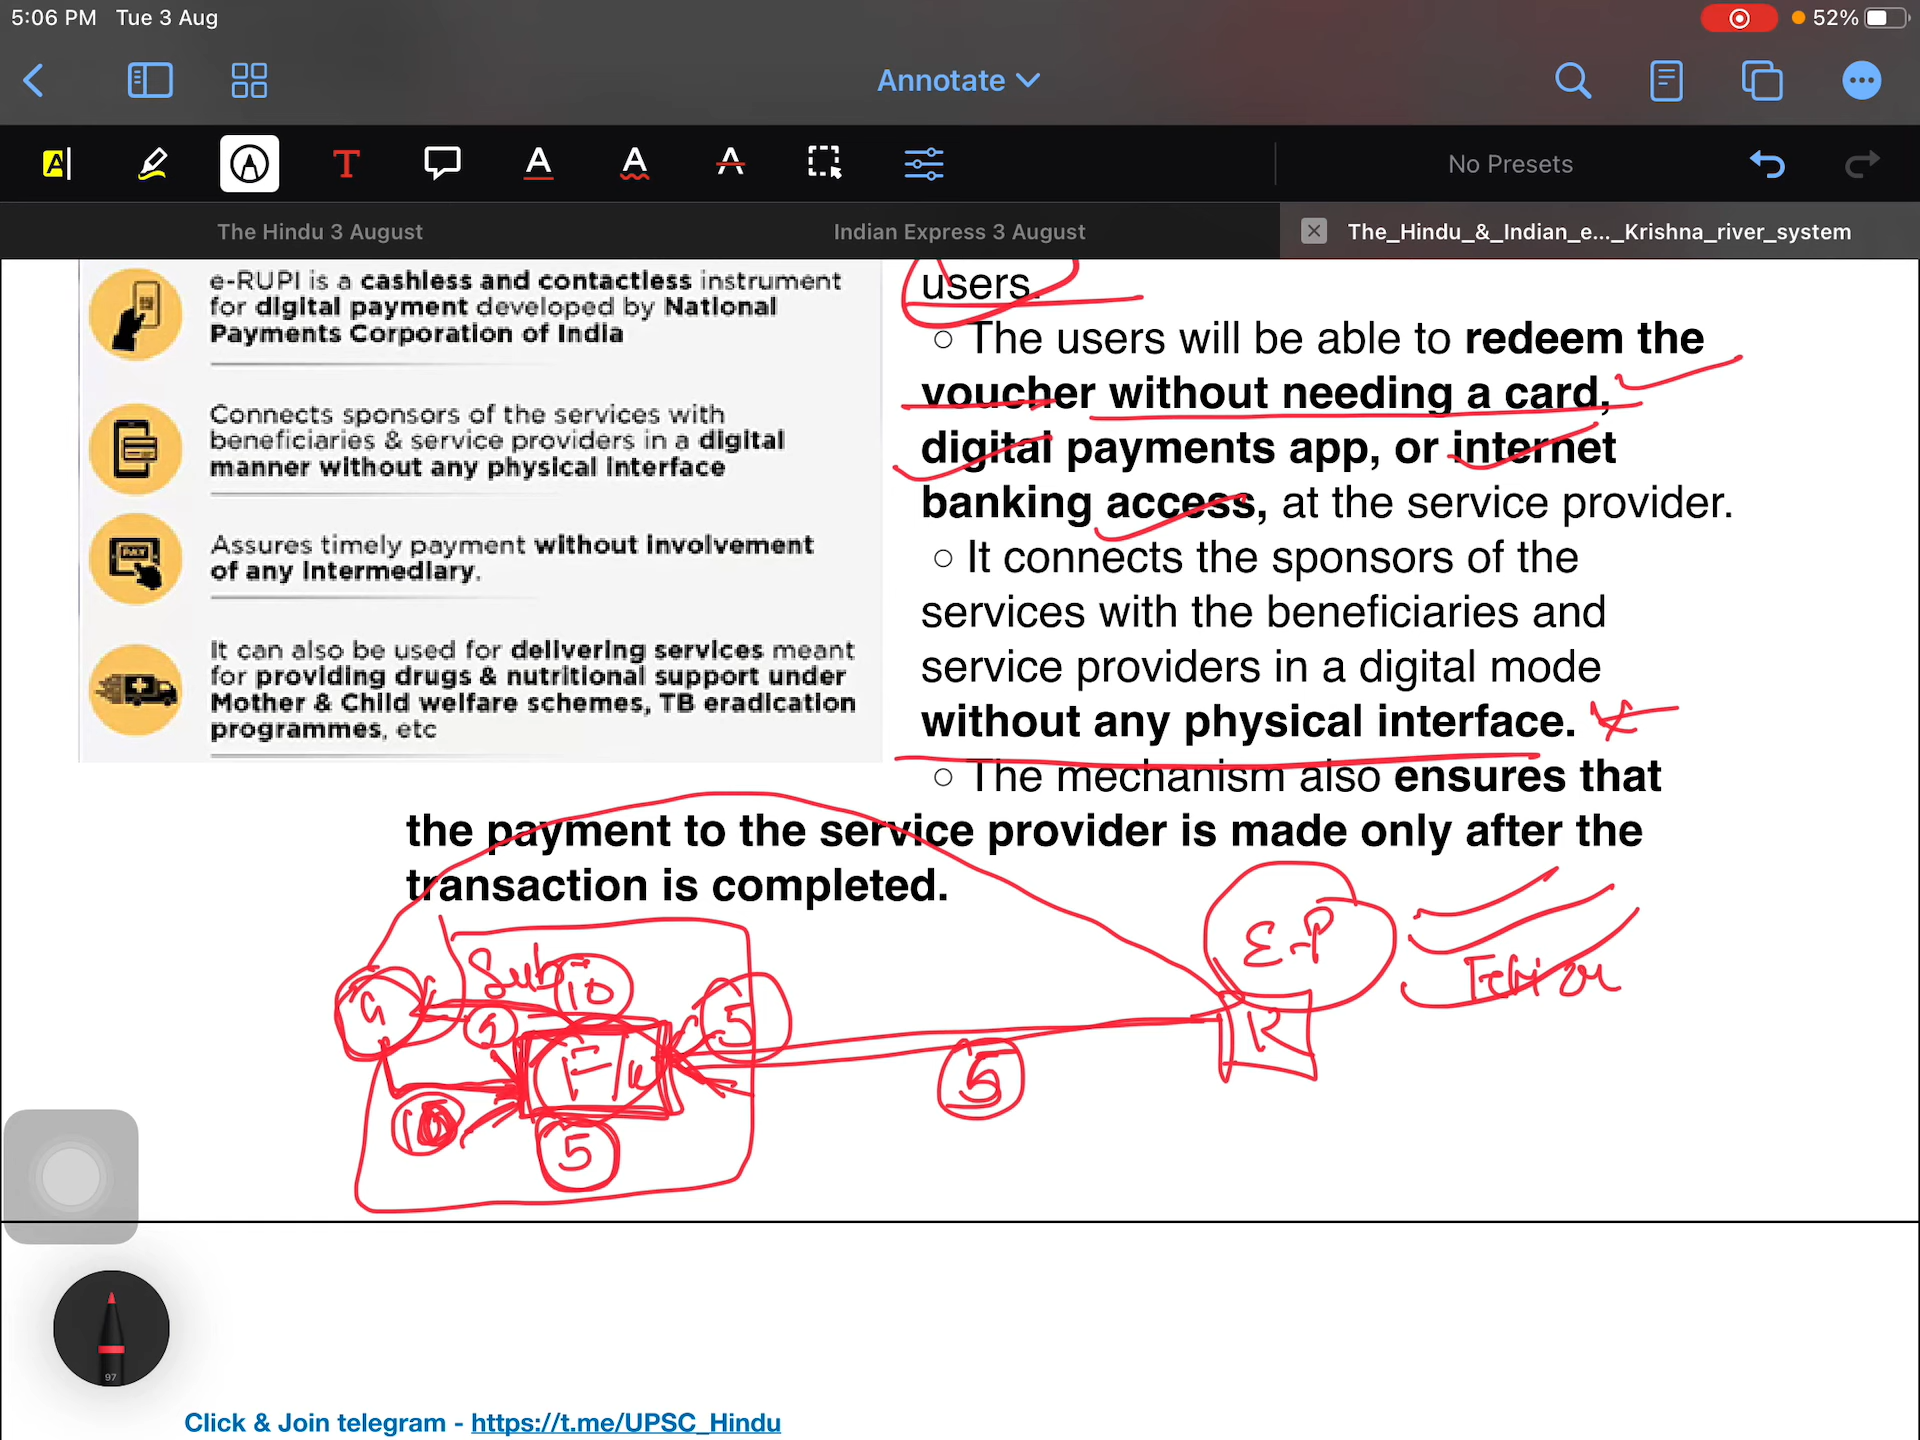 5:06 PM Tue 3 Aug
52%
Annotate
No Presets
The Hindu 3 August
Indian Express 3 August
The_Hindu_&_Indian_e..._Krishna_river_system
e-RUPI is a cashless and contactless instrument
for digital payment developed by National
Payments Corporation of India
Connects sponsors of the services with
beneficiaries & service providers in a digital
manner without any physical interface
Assures timely payment without involvement
of any intermediary.
It can also be used for delivering services meant
for providing drugs & nutritional support under
Mother & Child welfare schemes, TB eradication
programmes, etc
users.
○ The users will be able to redeem the
voucher without needing a card,
digital payments app, or internet
banking access, at the service provider.
○ It connects the sponsors of the
services with the beneficiaries and
service providers in a digital mode
without any physical interface.
○ The mechanism also ensures that
the payment to the service provider is made only after the
transaction is completed.
E-P
Sub
10
5
R
5
10
5
97
Click & Join telegram - https://t.me/UPSC_Hindu